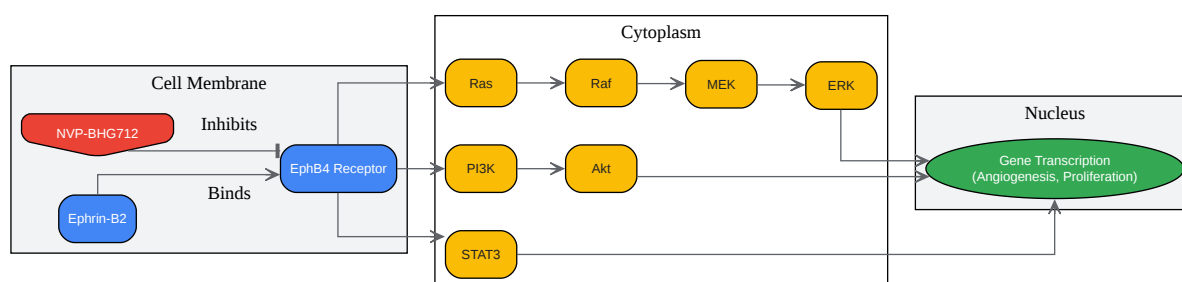 Cell Membrane
NVP-BHG712
Inhibits
EphB4 Receptor
Binds
Ephrin-B2
Cytoplasm
Ras
Raf
MEK
ERK
PI3K
Akt
STAT3
Nucleus
Gene Transcription
(Angiogenesis, Proliferation)